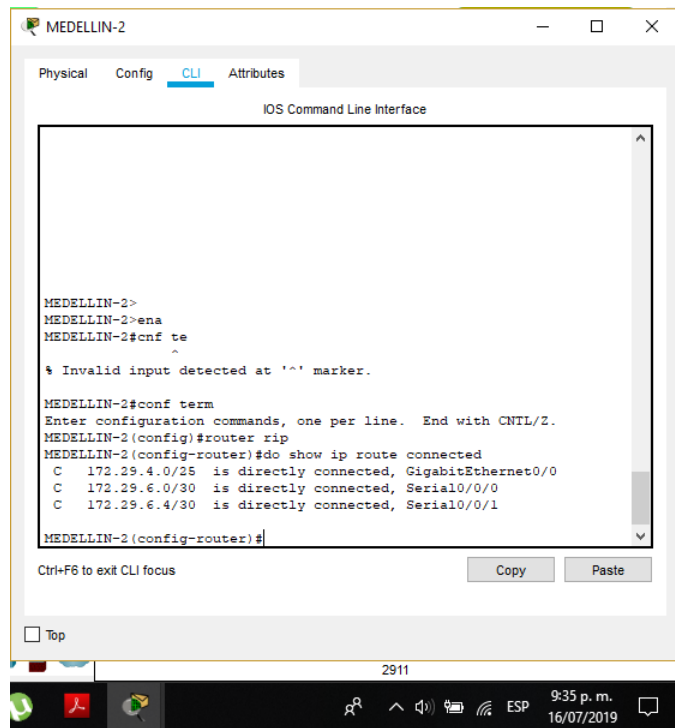 MEDELLIN-2
Physical Config CLI Attributes
IOS Command Line Interface
MEDELLIN-2>
MEDELLIN-2>ena
MEDELLIN-2#cnf te
^
% Invalid input detected at '^' marker.
MEDELLIN-2#conf term
Enter configuration commands, one per line. End with CNTL/Z.
MEDELLIN-2(config)#router rip
MEDELLIN-2(config-router)#do show ip route connected
C 172.29.4.0/25 is directly connected, GigabitEthernet0/0
C 172.29.6.0/30 is directly connected, Serial0/0/0
C 172.29.6.4/30 is directly connected, Serial0/0/1
MEDELLIN-2(config-router)#
Ctrl+F6 to exit CLI focus
Copy Paste
Top
2911
ESP
9:35 p. m.
16/07/2019